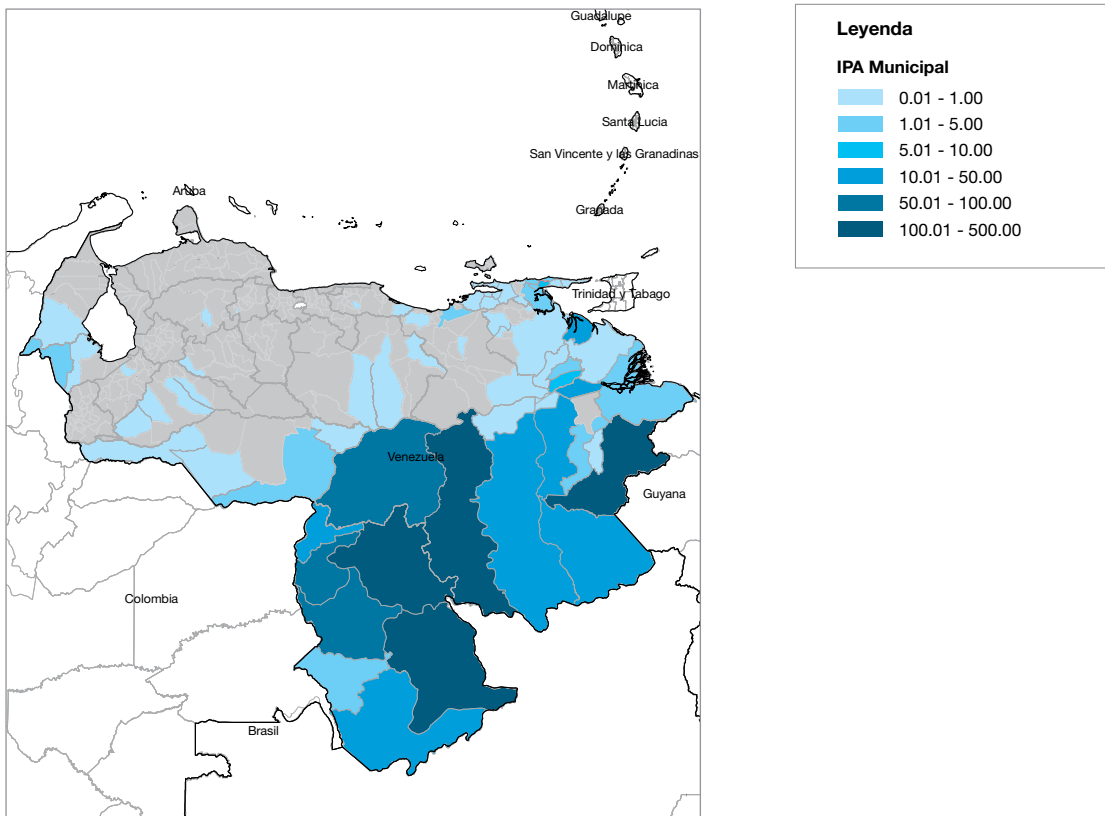 Guadalupe
Dominica
Martinica
Santa Lucia
San Vincente y las Granadinas
Aruba
Granada
Trinidad y Tabago
Venezuela
Guyana
Colombia
Brasil
Leyenda
IPA Municipal
0.01 - 1.00
1.01 - 5.00
5.01 - 10.00
10.01 - 50.00
50.01 - 100.00
100.01 - 500.00